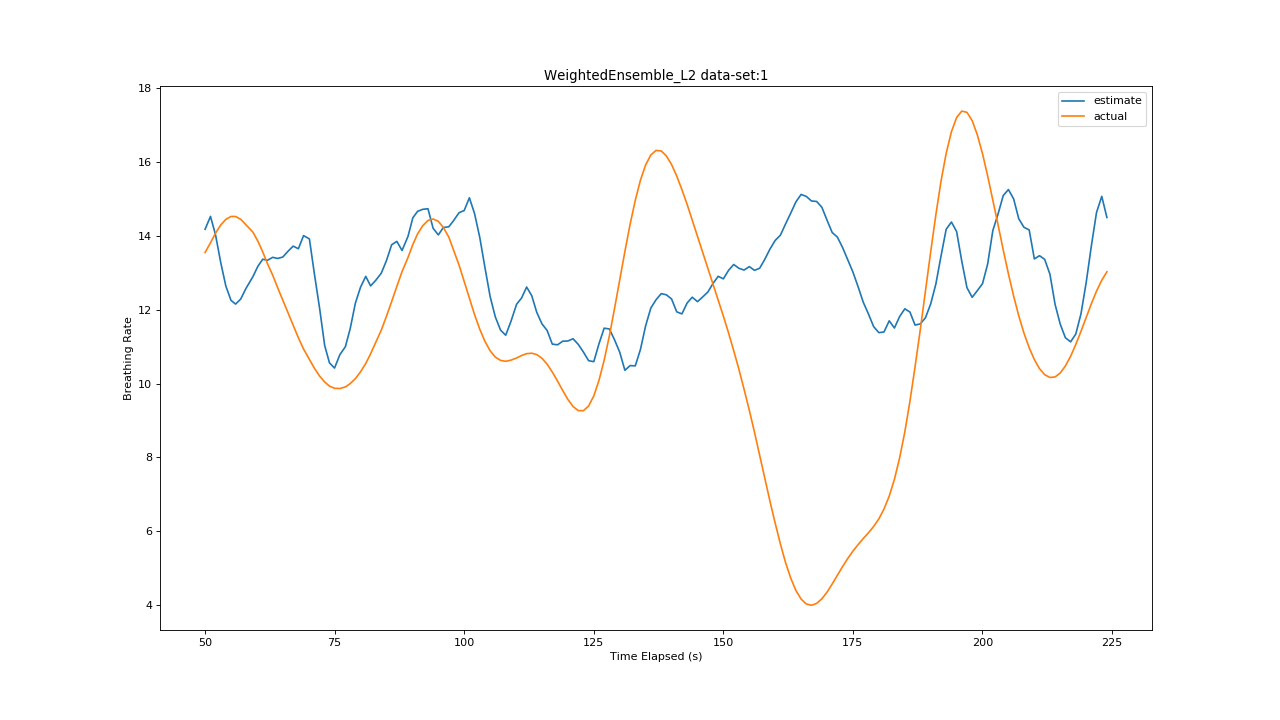 WeightedEnsemble_L2 data-set:1
18
16
14
12
10
8
6
4
Breathing Rate
estimate
actual
50 75 100 125 150 175 200 225
Time Elapsed (s)